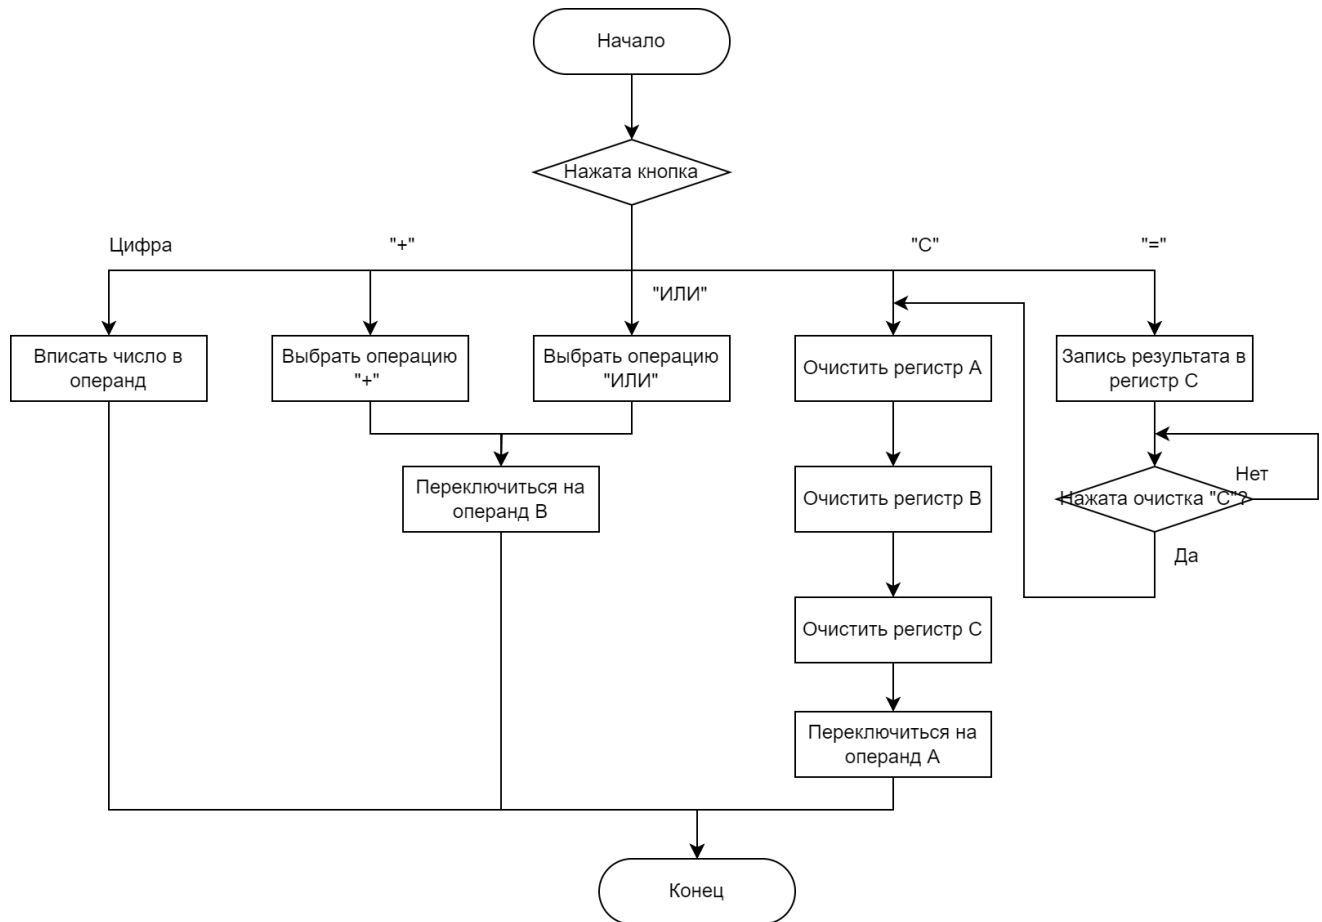 Начало
Нажата кнопка
Цифра
"+"
"ИЛИ"
"С"
"="
Вписать число в
операнд
Выбрать операцию
"+"
Выбрать операцию
"ИЛИ"
Очистить регистр А
Запись результата в
регистр С
Переключиться на
операнд В
Очистить регистр В
Нажата очистка "С"?
Нет
Да
Очистить регистр С
Переключиться на
операнд А
Конец